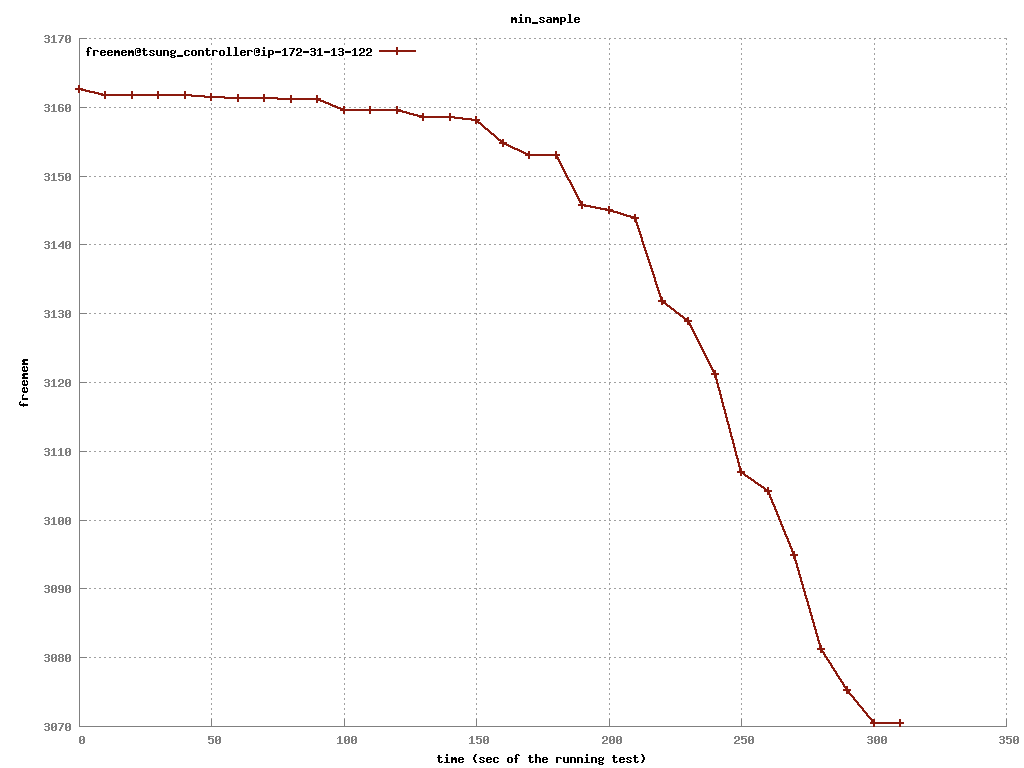 min_sample
freemem@tsung_controller@ip-172-31-13-122
3170
3160
3150
3140
3130
3120
3110
3100
3090
3080
3070
freemem
0 50 100 150 200 250 300 350
time (sec of the running test)